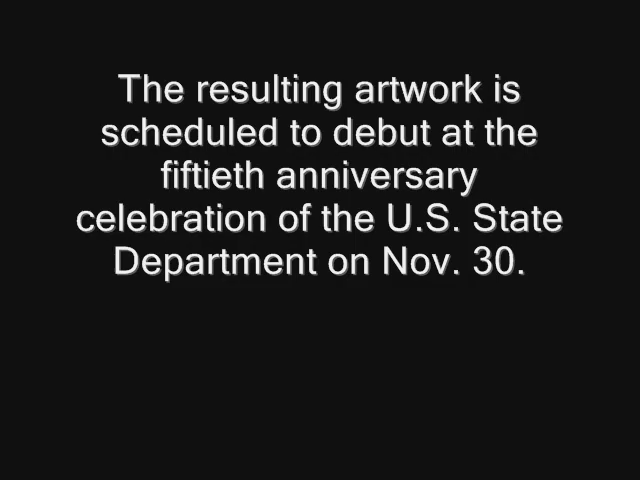 The resulting artwork is
scheduled to debut at the
fiftieth anniversary
celebration of the U.S. State
Department on Nov. 30.